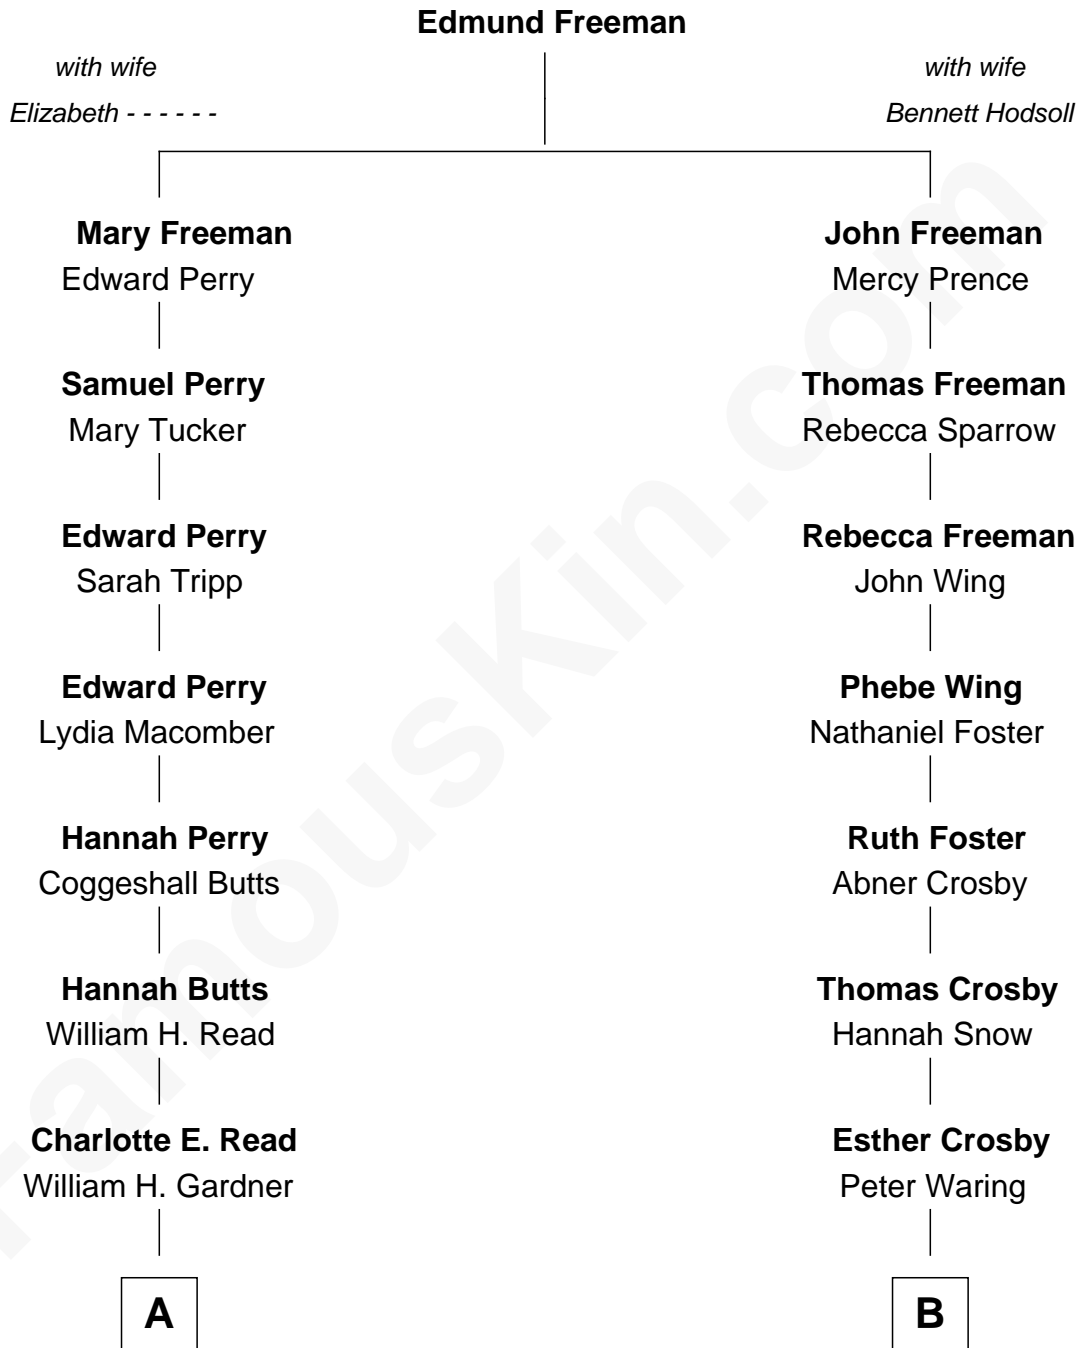 Edmund Freeman
with wife
Elizabeth - - - - - -
with wife
Bennett Hodsoll
Mary Freeman
Edward Perry
John Freeman
Mercy Prence
Samuel Perry
Mary Tucker
Thomas Freeman
Rebecca Sparrow
Edward Perry
Sarah Tripp
Rebecca Freeman
John Wing
Edward Perry
Lydia Macomber
Phebe Wing
Nathaniel Foster
Hannah Perry
Coggeshall Butts
Ruth Foster
Abner Crosby
Hannah Butts
William H. Read
Thomas Crosby
Hannah Snow
Charlotte E. Read
William H. Gardner
Esther Crosby
Peter Waring
A
B
FamousKin.com